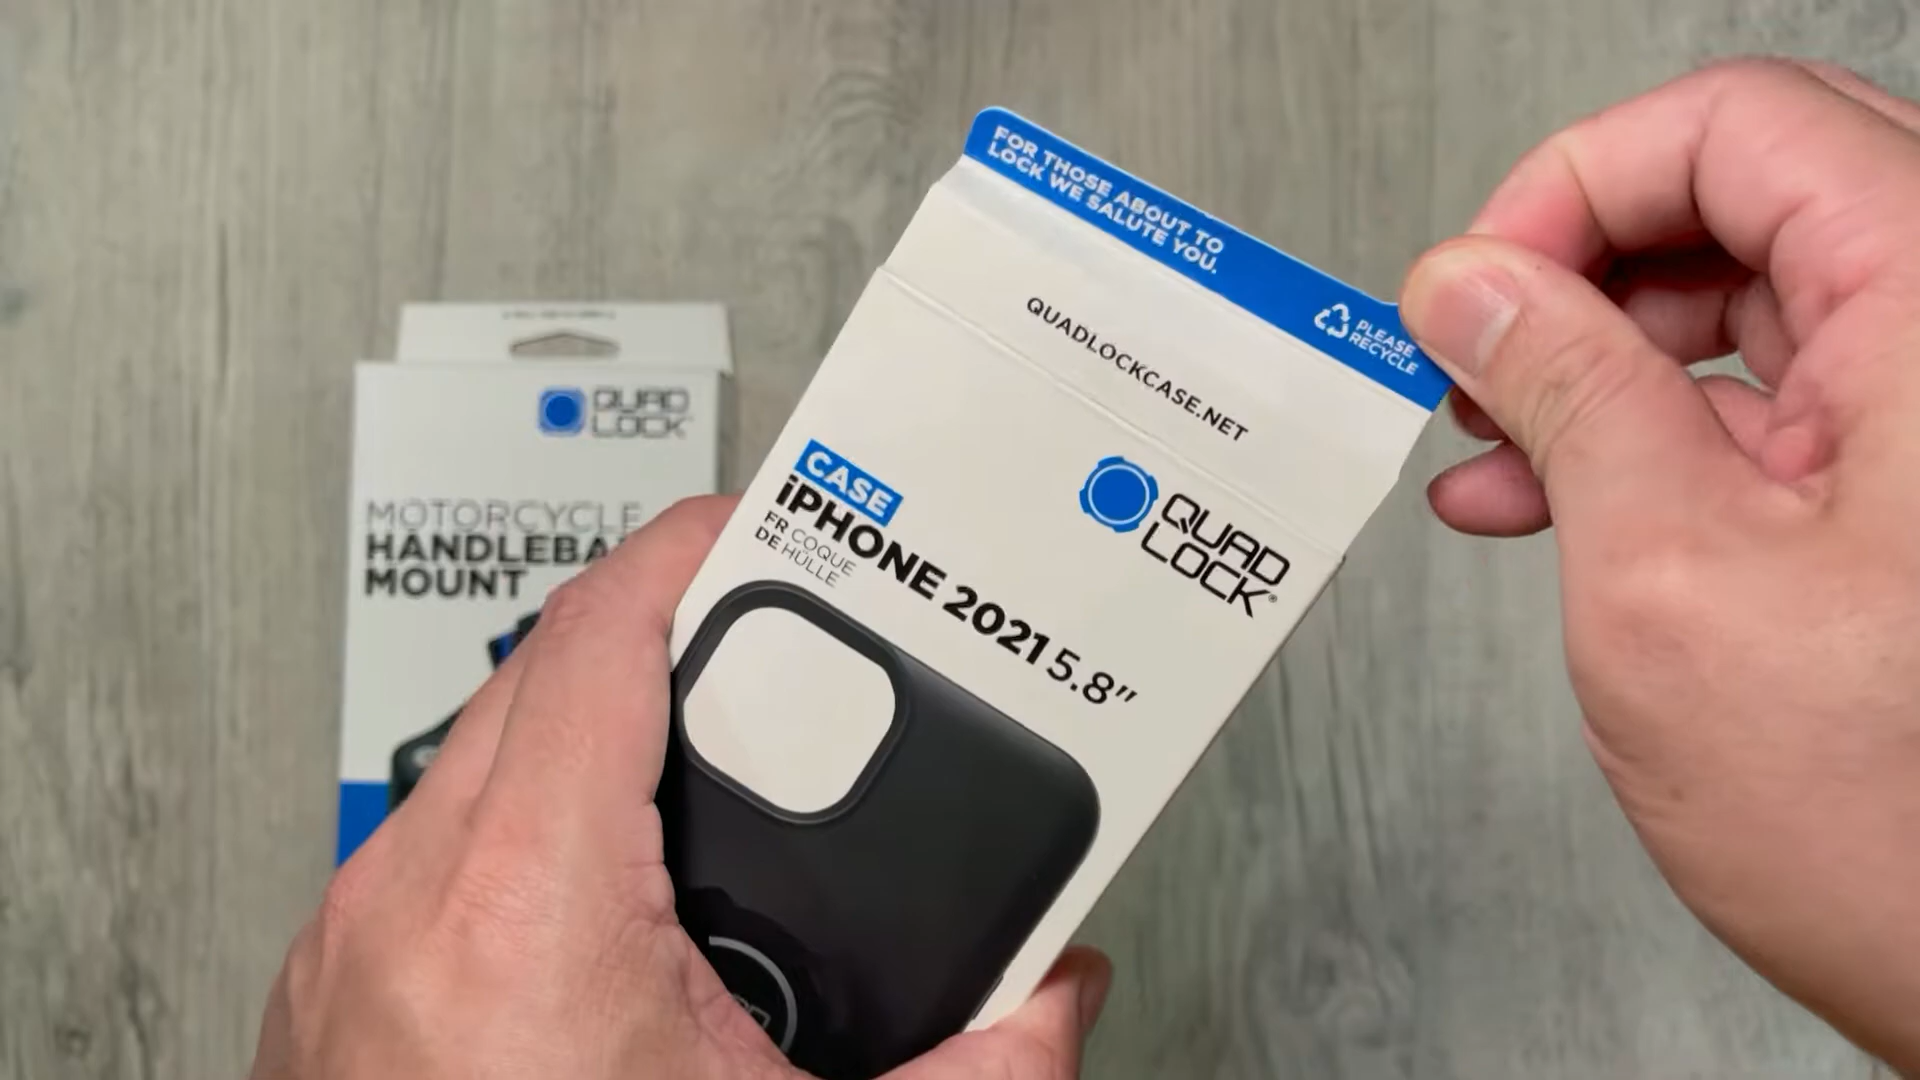 FOR THOSE ABOUT TO
LOCK WE SALUTE YOU.
PLEASE
RECYCLE
QUADLOCKCASE.NET
QUAD
LOCK®
CASE
iPHONE 2021 5.8"
FR COQUE
DE HÜLLE
QUAD
LOCK
MOTORCYCLE
HANDLEBA
MOUNT